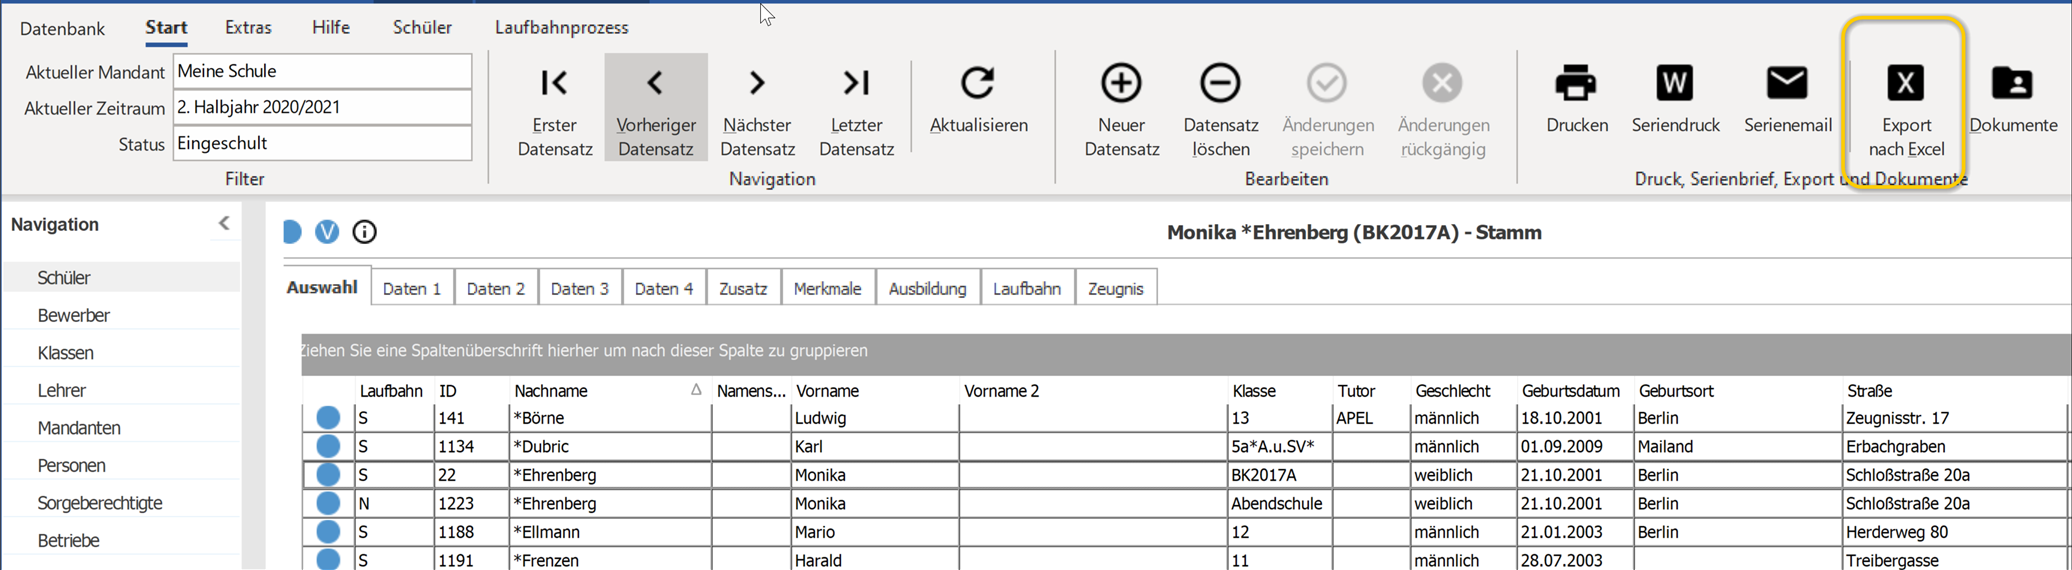 Datenbank Start Extras Hilfe Schüler Laufbahnprozess
Aktueller Mandant Meine Schule
Aktueller Zeitraum 2. Halbjahr 2020/2021
Status Eingeschult
Filter
Erster Datensatz
Vorheriger Datensatz
Nächster Datensatz
Letzter Datensatz
Aktualisieren
Navigation
Neuer Datensatz
Datensatz löschen
Änderungen speichern
Änderungen rückgängig
Bearbeiten
Drucken
W
Seriendruck
Serienemail
X
Export nach Excel
Dokumente
Druck, Serienbrief, Export und Dokumente
Navigation
Schüler
Bewerber
Klassen
Lehrer
Mandanten
Personen
Sorgeberechtigte
Betriebe
V
Monika *Ehrenberg (BK2017A) - Stamm
Auswahl Daten 1 Daten 2 Daten 3 Daten 4 Zusatz Merkmale Ausbildung Laufbahn Zeugnis
Ziehen Sie eine Spaltenüberschrift hierher um nach dieser Spalte zu gruppieren
Laufbahn ID Nachname Namens... Vorname Vorname 2 Klasse Tutor Geschlecht Geburtsdatum Geburtsort Straße
S 141 *Börne Ludwig 13 APEL männlich 18.10.2001 Berlin Zeugnisstr. 17
S 1134 *Dubric Karl 5a*A.u.SV* männlich 01.09.2009 Mailand Erbachgraben
S 22 *Ehrenberg Monika BK2017A weiblich 21.10.2001 Berlin Schloßstraße 20a
N 1223 *Ehrenberg Monika Abendschule weiblich 21.10.2001 Berlin Schloßstraße 20a
S 1188 *Ellmann Mario 12 männlich 21.01.2003 Berlin Herderweg 80
S 1191 *Frenzen Harald 11 männlich 28.07.2003 Treibergasse